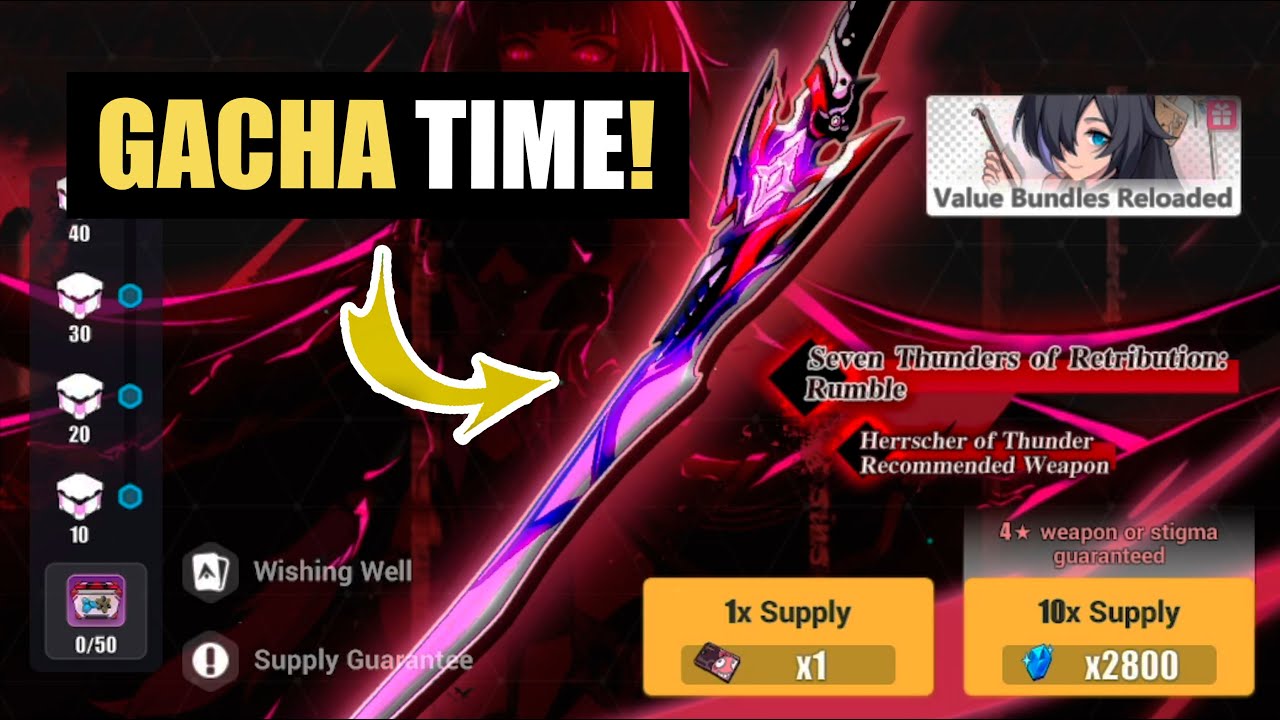 GACHA TIME!
Value Bundles Reloaded
40
30
20
10
0/50
Wishing Well
Supply Guarantee
Seven Thunders of Retribution:
Rumble
Herrscher of Thunder
Recommended Weapon
4★ weapon or stigma
guaranteed
1x Supply
x1
10x Supply
x2800